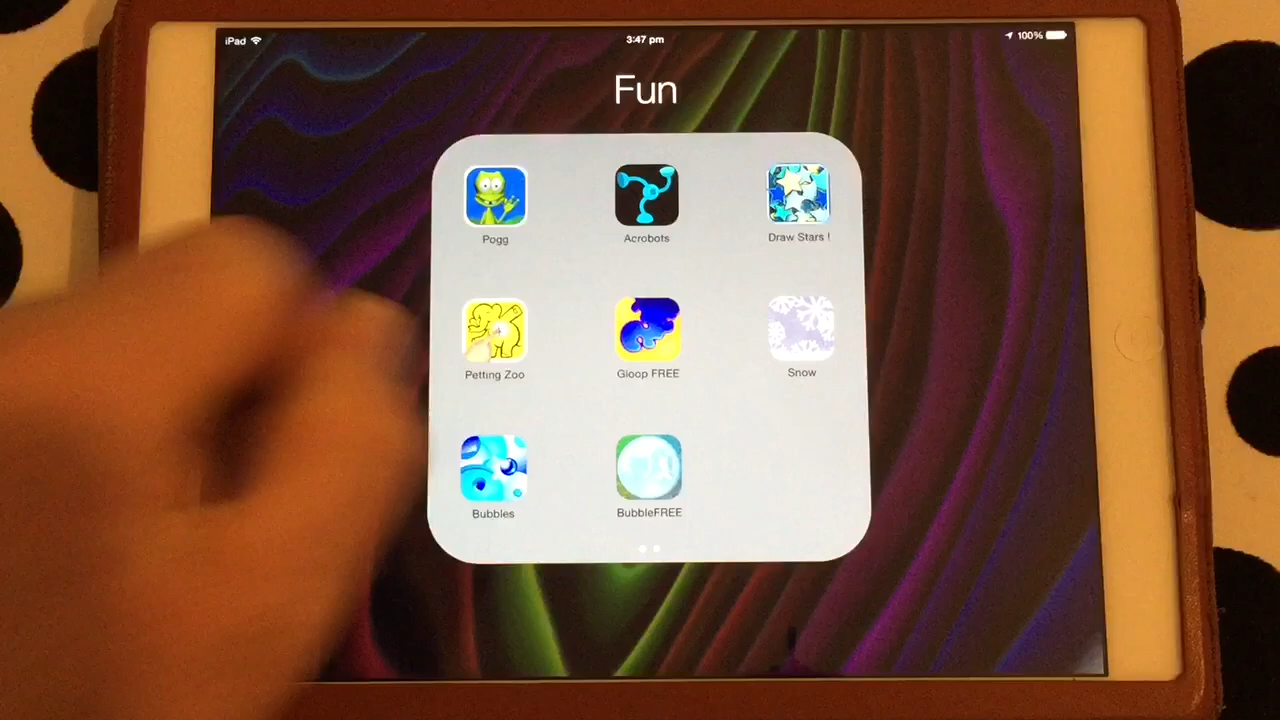 iPad
3:47 pm
100%
Fun
Pogg
Acrobots
Draw Stars !
Petting Zoo
Gloop FREE
Snow
Bubbles
BubbleFREE